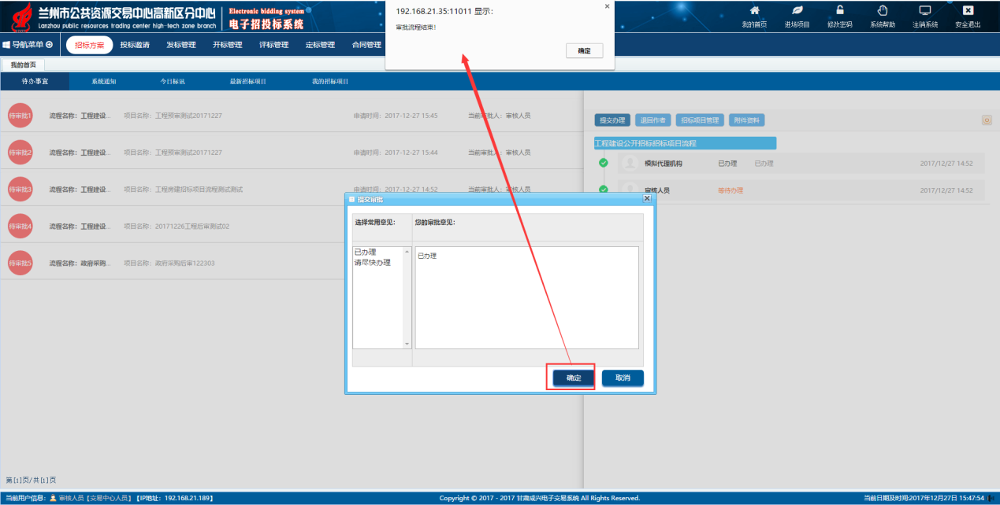 兰州市公共资源交易中心高新区分中心
Lanzhou public resources trading center high-tech zone branch
Electronic bidding system
电子招投标系统
192.168.21.35:11011 显示：
审批流程结束!
确定
我的首页 进场项目 修改密码 系统帮助 注销系统 安全退出
导航菜单 招标方案 投标邀请 发标管理 开标管理 评标管理 定标管理 合同管理
我的首页
待办事宜 系统通知 今日标讯 最新招标项目 我的招标项目
待审批1 流程名称：工程建设... 项目名称：工程预审测试20171227 申请时间：2017-12-27 15:45 当前审批人：审核人员
待审批2 流程名称：工程建设... 项目名称：工程预审测试20171227 申请时间：2017-12-27 15:44 当前审批人：审核人员
待审批3 流程名称：工程建设... 项目名称：工程房建招标项目流程测试测试 申请时间：2017-12-27 14:52 当前审批人：审核人员
待审批4 流程名称：工程建设... 项目名称：20171226工程后审测试02
待审批5 流程名称：政府采购... 项目名称：政府采购后审122303
提交办理 退回作者 招标项目管理 附件资料
工程建设公开招标招标项目流程
模拟代理机构 已办理 已办理 2017/12/27 14:52
审核人员 等待办理 2017/12/27 14:52
提交审批
选择常用意见： 您的审批意见：
已办理
请尽快办理
已办理
确定 取消
第[1]页/共[1]页
当前用户信息： 审核人员【交易中心人员】【IP地址：192.168.21.189】
Copyright © 2017 - 2017 甘肃成兴电子交易系统 All Rights Reserved.
当前日期及时间:2017年12月27日 15:47:54